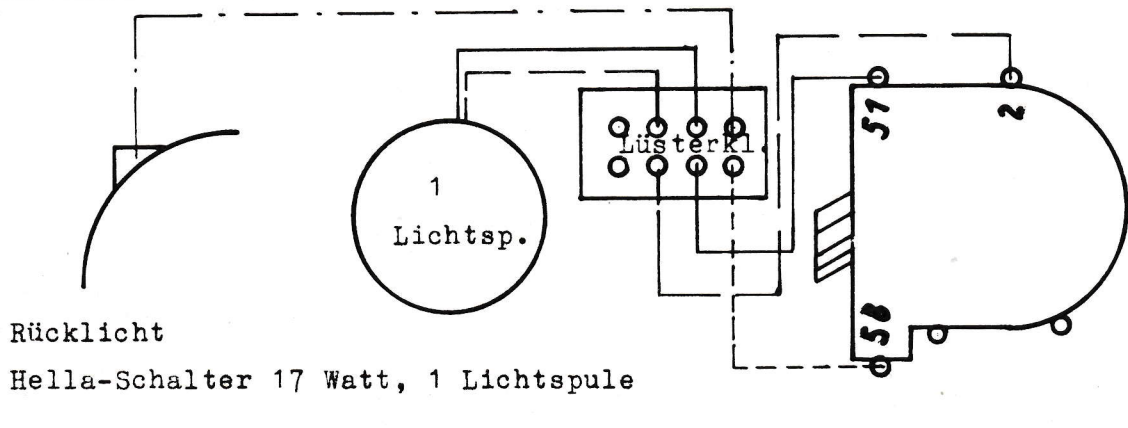 Lüsterkl.
51
2
1
Lichtsp.
58
Rücklicht
Hella-Schalter 17 Watt, 1 Lichtspule